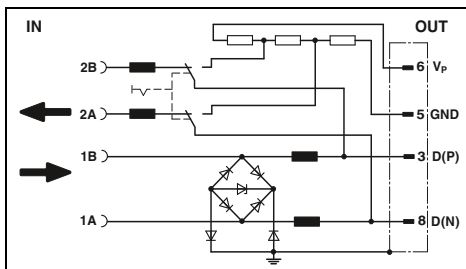 IN OUT
2B 6 VP
2A 5 GND
1B 3 D(P)
1A 8 D(N)